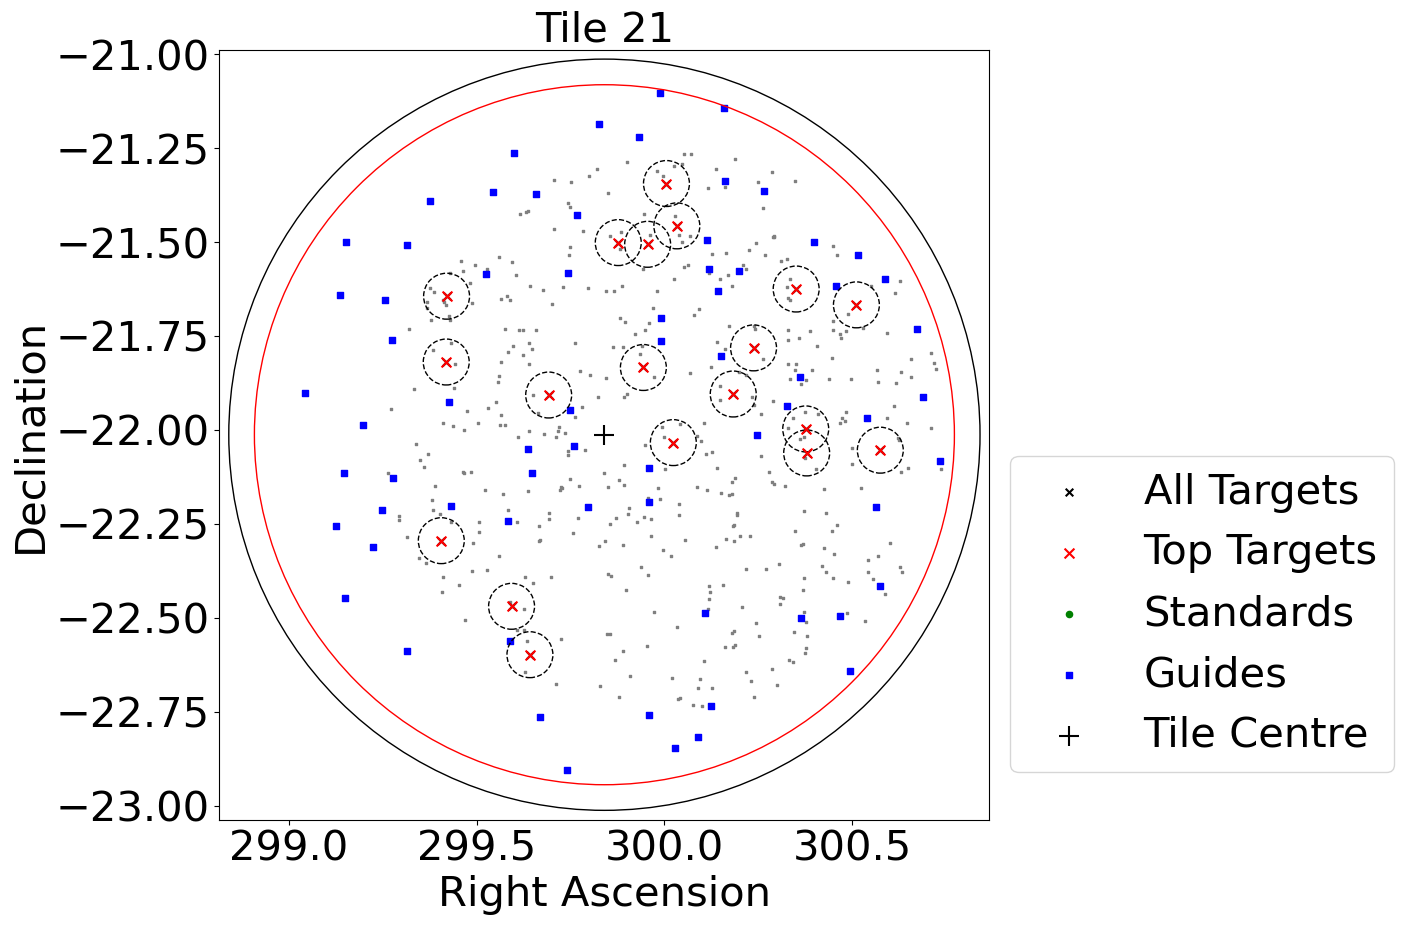 Tile 21
−21.00
−21.25
−21.50
−21.75
−22.00
−22.25
−22.50
−22.75
−23.00
Declination
299.0 299.5 300.0 300.5
Right Ascension
All Targets
Top Targets
Standards
Guides
Tile Centre